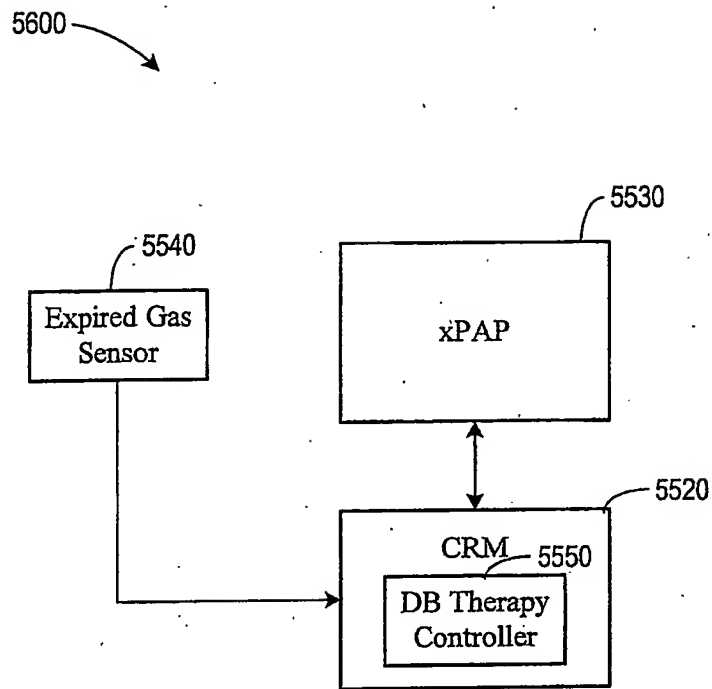 5600
5530
5540
Expired Gas
Sensor
xPAP
5520
CRM
5550
DB Therapy
Controller